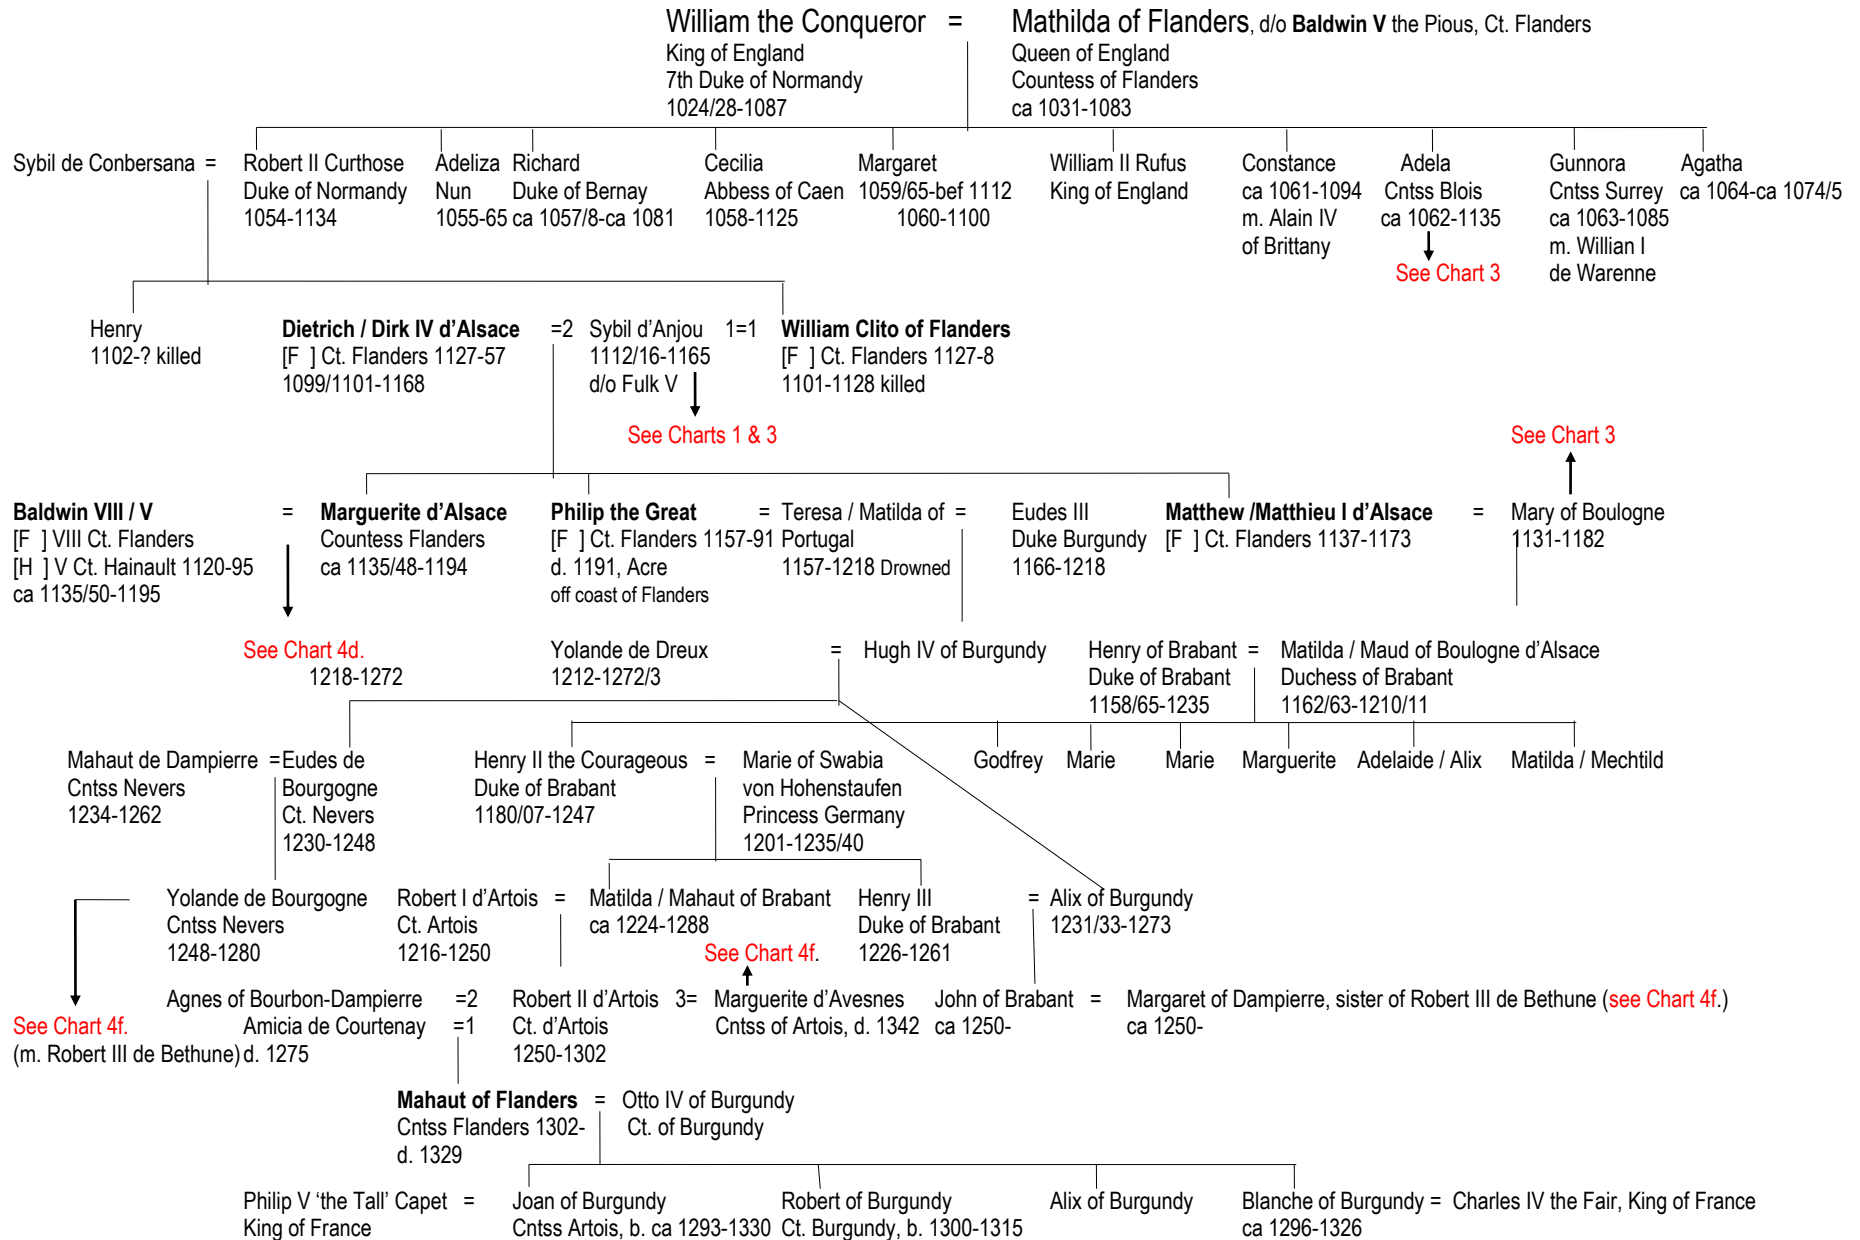 William the Conqueror = Mathilda of Flanders, d/o Baldwin V the Pious, Ct. Flanders
King of England Queen of England
7th Duke of Normandy Countess of Flanders
1024/28-1087 ca 1031-1083
Sybil de Conbersana = Robert II Curthose Adeliza Richard Cecilia Margaret William II Rufus Constance Adela Gunnora Agatha
Duke of Normandy Nun Duke of Bernay Abbess of Caen 1059/65-bef 1112 King of England ca 1061-1094 Cntss Blois Cntss Surrey ca 1064-ca 1074/5
1054-1134 1055-65 ca 1057/8-ca 1081 1058-1125 1060-1100 m. Alain IV ca 1062-1135 ca 1063-1085
of Brittany m. Willian I
See Chart 3 de Warenne
Henry Dietrich / Dirk IV d'Alsace =2 Sybil d'Anjou 1=1 William Clito of Flanders
1102-? killed [F ] Ct. Flanders 1127-57 1112/16-1165 [F ] Ct. Flanders 1127-8
1099/1101-1168 d/o Fulk V 1101-1128 killed
See Charts 1 & 3 See Chart 3
Baldwin VIII / V = Marguerite d'Alsace Philip the Great = Teresa / Matilda of = Eudes III Matthew /Matthieu I d'Alsace = Mary of Boulogne
[F ] VIII Ct. Flanders Countess Flanders [F ] Ct. Flanders 1157-91 Portugal Duke Burgundy [F ] Ct. Flanders 1137-1173 1131-1182
[H ] V Ct. Hainault 1120-95 ca 1135/48-1194 d. 1191, Acre 1157-1218 Drowned 1166-1218
ca 1135/50-1195 off coast of Flanders
See Chart 4d. Yolande de Dreux = Hugh IV of Burgundy Henry of Brabant = Matilda / Maud of Boulogne d'Alsace
1218-1272 1212-1272/3 Duke of Brabant Duchess of Brabant
1158/65-1235 1162/63-1210/11
Mahaut de Dampierre = Eudes de Henry II the Courageous = Marie of Swabia Godfrey Marie Marie Marguerite Adelaide / Alix Matilda / Mechtild
Cntss Nevers Bourgogne Duke of Brabant von Hohenstaufen
1234-1262 Ct. Nevers 1180/07-1247 Princess Germany
1230-1248 1201-1235/40
Yolande de Bourgogne Robert I d'Artois = Matilda / Mahaut of Brabant Henry III = Alix of Burgundy
Cntss Nevers Ct. Artois ca 1224-1288 Duke of Brabant 1231/33-1273
1248-1280 1216-1250 See Chart 4f. 1226-1261
Agnes of Bourbon-Dampierre =2 Robert II d'Artois 3= Marguerite d'Avesnes John of Brabant = Margaret of Dampierre, sister of Robert III de Bethune (see Chart 4f.)
See Chart 4f. Amicia de Courtenay =1 Ct. d'Artois Cntss of Artois, d. 1342 ca 1250- ca 1250-
(m. Robert III de Bethune) d. 1275 1250-1302
Mahaut of Flanders = Otto IV of Burgundy
Cntss Flanders 1302- Ct. of Burgundy
d. 1329
Philip V 'the Tall' Capet = Joan of Burgundy Robert of Burgundy Alix of Burgundy Blanche of Burgundy = Charles IV the Fair, King of France
King of France Cntss Artois, b. ca 1293-1330 Ct. Burgundy, b. 1300-1315 ca 1296-1326